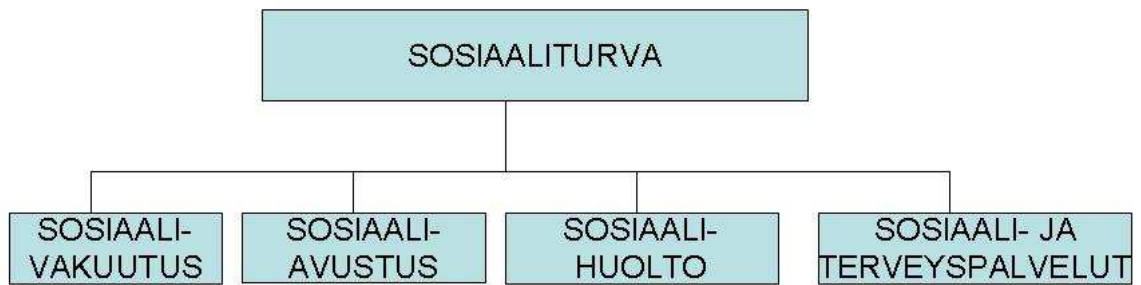 SOSIAALITURVA
SOSIAALI-
VAKUUTUS
SOSIAALI-
AVUSTUS
SOSIAALI-
HUOLTO
SOSIAALI- JA
TERVEYSPALVELUT